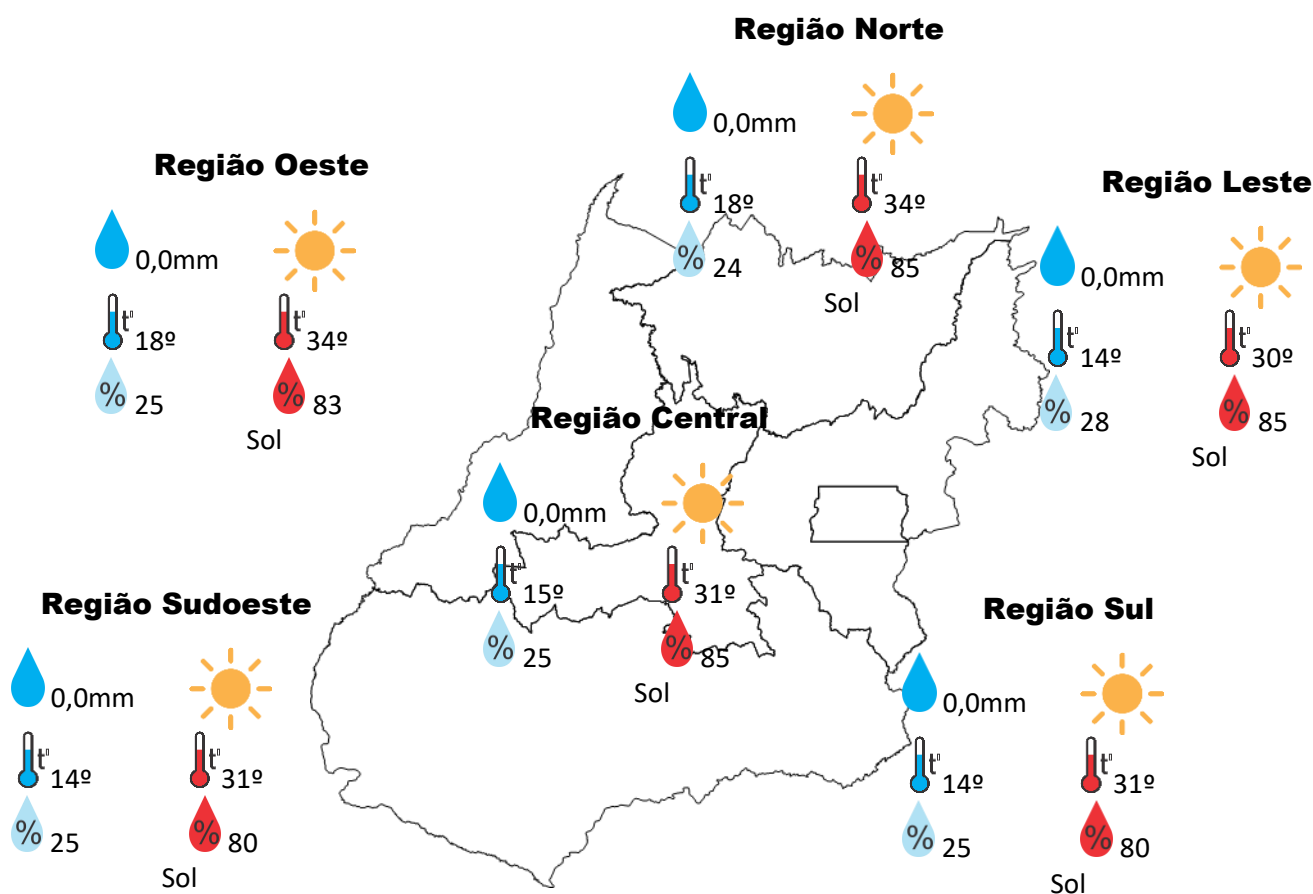 Região Norte
0,0mm
t° 18º
t° 34º
% 24
% 85
Sol
Região Oeste
0,0mm
t° 18º
t° 34º
% 25
% 83
Sol
Região Leste
0,0mm
t° 14º
t° 30º
% 28
% 85
Sol
Região Central
0,0mm
t° 15º
t° 31º
% 25
% 85
Sol
Região Sudoeste
0,0mm
t° 14º
t° 31º
% 25
% 80
Sol
Região Sul
0,0mm
t° 14º
t° 31º
% 25
% 80
Sol